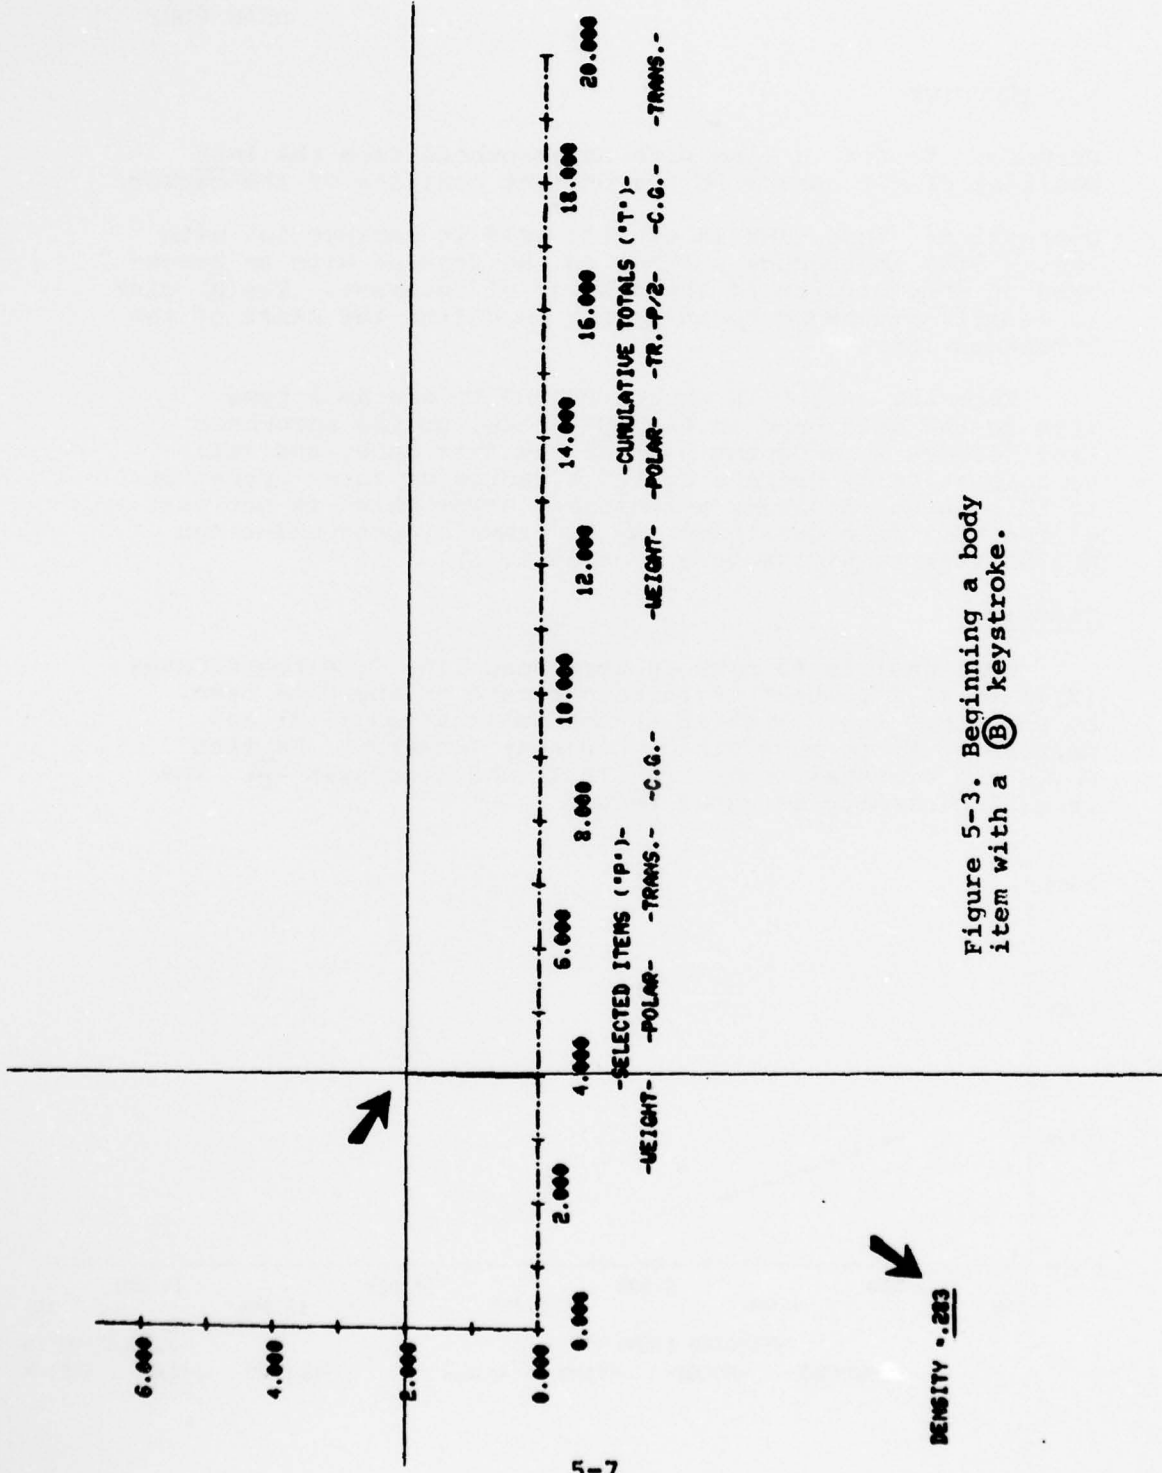 6.000
4.000
2.000
0.000
0.000
2.000
4.000
6.000
8.000
10.000
12.000
14.000
16.000
18.000
20.000
-SELECTED ITEMS ("P")-
-WEIGHT- -POLAR- -TRANS.- -C.G.-
-CUMULATIVE TOTALS ("T")-
-WEIGHT- -POLAR- -TR.-P/2- -C.G.- -TRANS.-
DENSITY =.283
Figure 5-3. Beginning a body
item with a Ⓑ keystroke.
5-7